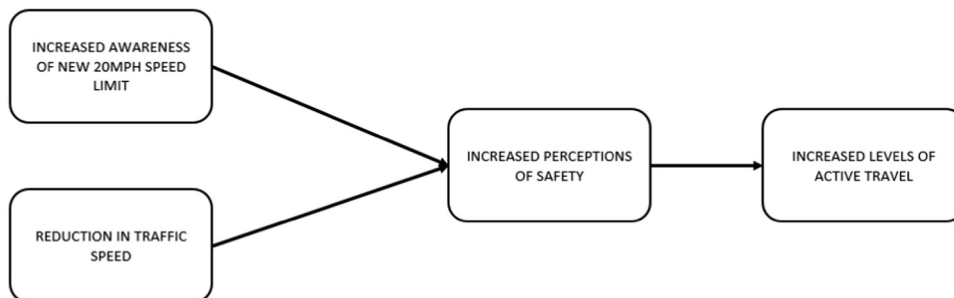 INCREASED AWARENESS
OF NEW 20MPH SPEED
LIMIT
REDUCTION IN TRAFFIC
SPEED
INCREASED PERCEPTIONS
OF SAFETY
INCREASED LEVELS OF
ACTIVE TRAVEL